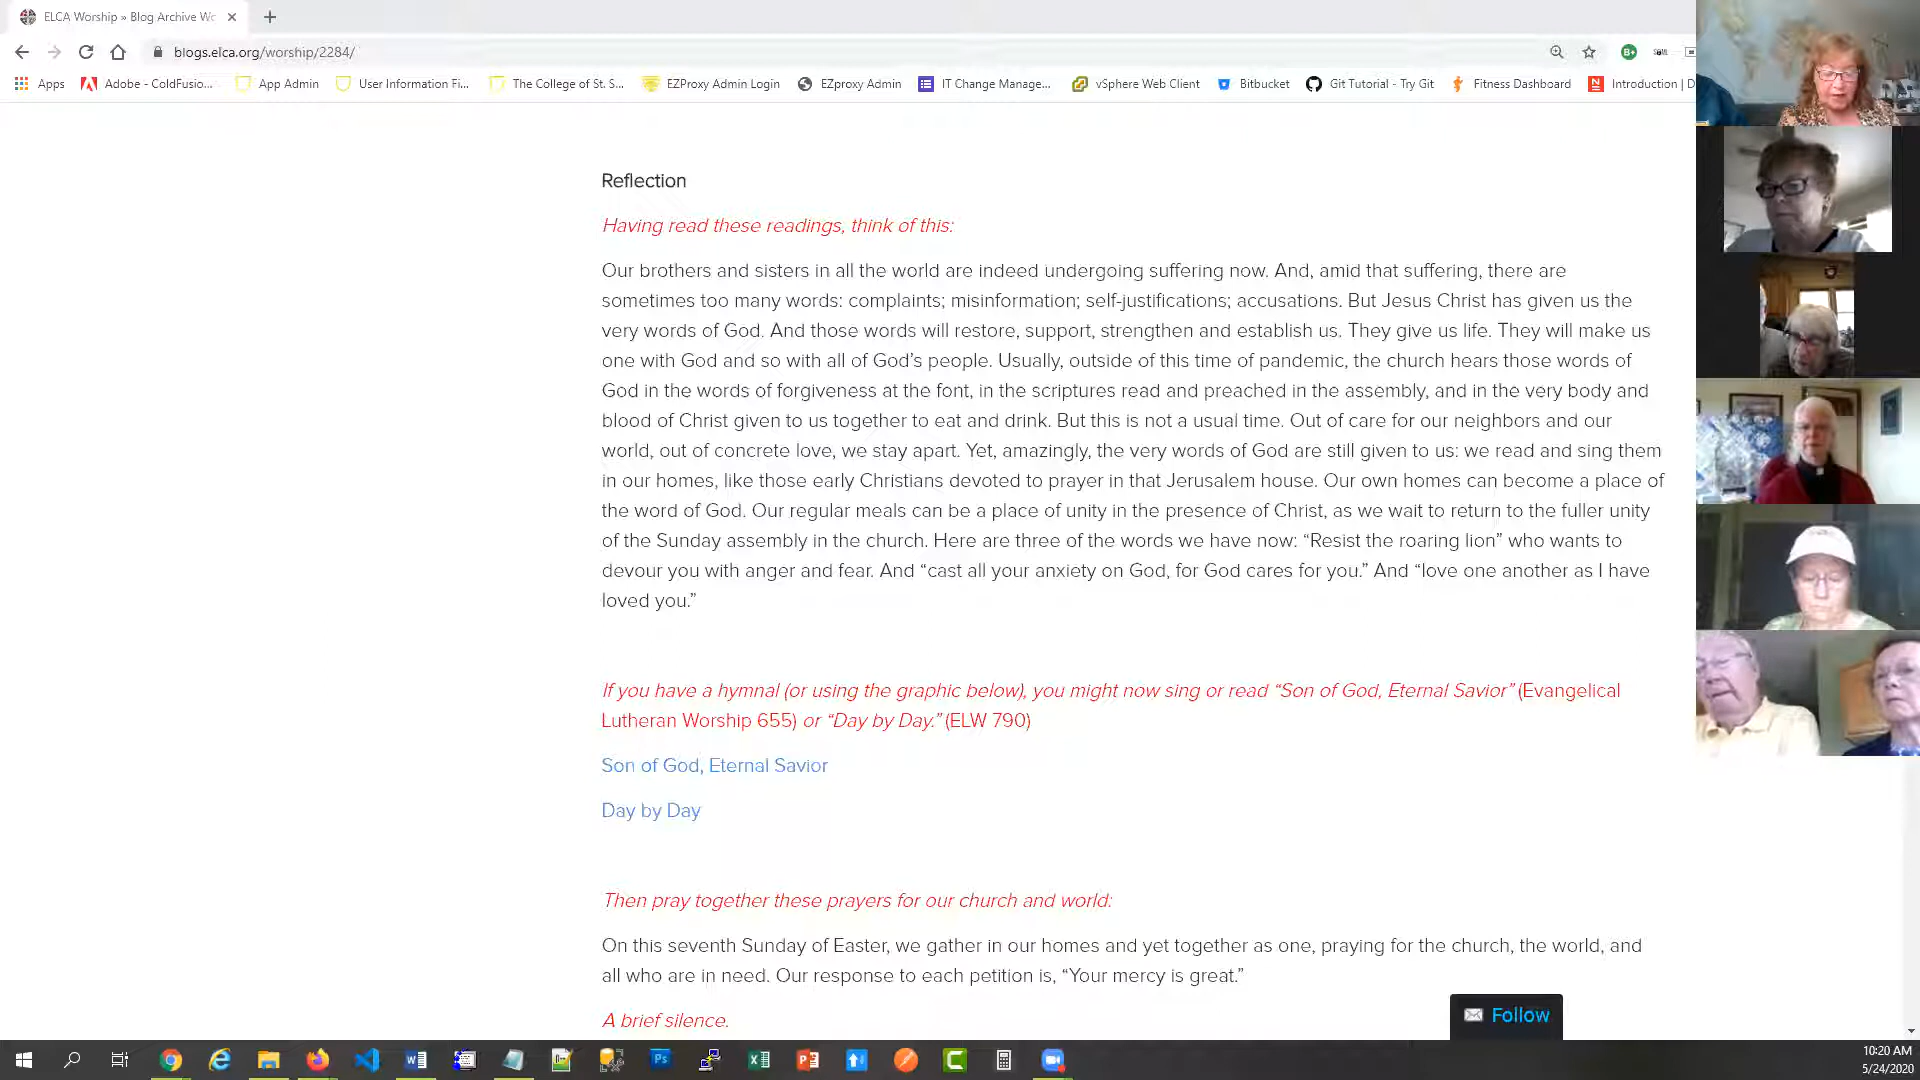 ELCA Worship » Blog Archive Wo
blogs.elca.org/worship/2284/
Apps
Adobe - ColdFusio...
App Admin
User Information Fi...
The College of St. S...
EZProxy Admin Login
EZproxy Admin
IT Change Manage...
vSphere Web Client
Bitbucket
Git Tutorial - Try Git
Fitness Dashboard
Introduction | D
Reflection
Having read these readings, think of this:
Our brothers and sisters in all the world are indeed undergoing suffering now. And, amid that suffering, there are
sometimes too many words: complaints; misinformation; self-justifications; accusations. But Jesus Christ has given us the
very words of God. And those words will restore, support, strengthen and establish us. They give us life. They will make us
one with God and so with all of God’s people. Usually, outside of this time of pandemic, the church hears those words of
God in the words of forgiveness at the font, in the scriptures read and preached in the assembly, and in the very body and
blood of Christ given to us together to eat and drink. But this is not a usual time. Out of care for our neighbors and our
world, out of concrete love, we stay apart. Yet, amazingly, the very words of God are still given to us: we read and sing them
in our homes, like those early Christians devoted to prayer in that Jerusalem house. Our own homes can become a place of
the word of God. Our regular meals can be a place of unity in the presence of Christ, as we wait to return to the fuller unity
of the Sunday assembly in the church. Here are three of the words we have now: “Resist the roaring lion” who wants to
devour you with anger and fear. And “cast all your anxiety on God, for God cares for you.” And “love one another as I have
loved you.”
If you have a hymnal (or using the graphic below), you might now sing or read “Son of God, Eternal Savior” (Evangelical
Lutheran Worship 655) or “Day by Day.” (ELW 790)
Son of God, Eternal Savior
Day by Day
Then pray together these prayers for our church and world:
On this seventh Sunday of Easter, we gather in our homes and yet together as one, praying for the church, the world, and
all who are in need. Our response to each petition is, “Your mercy is great.”
A brief silence.
Follow
10:20 AM
5/24/2020